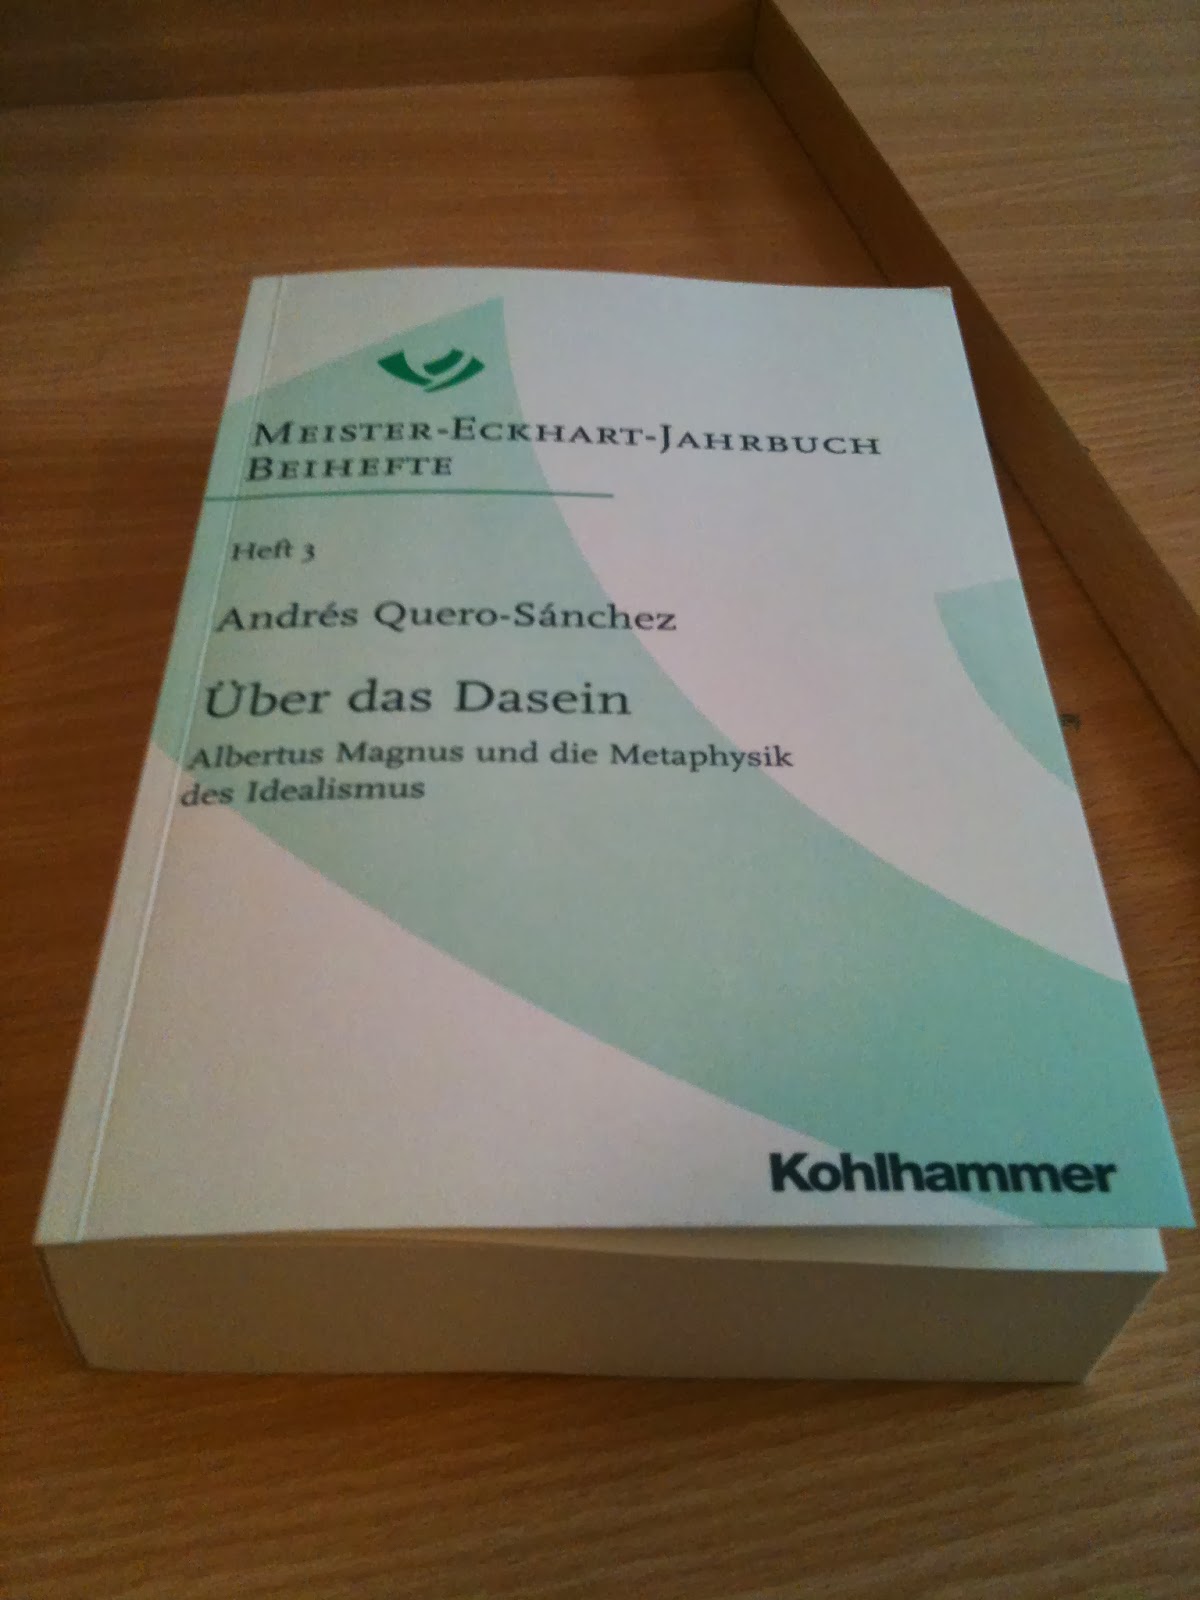 MEISTER-ECKHART-JAHRBUCH
BEIHEFTE
Heft 3
Andrés Quero-Sánchez
Über das Dasein
Albertus Magnus und die Metaphysik
des Idealismus
Kohlhammer